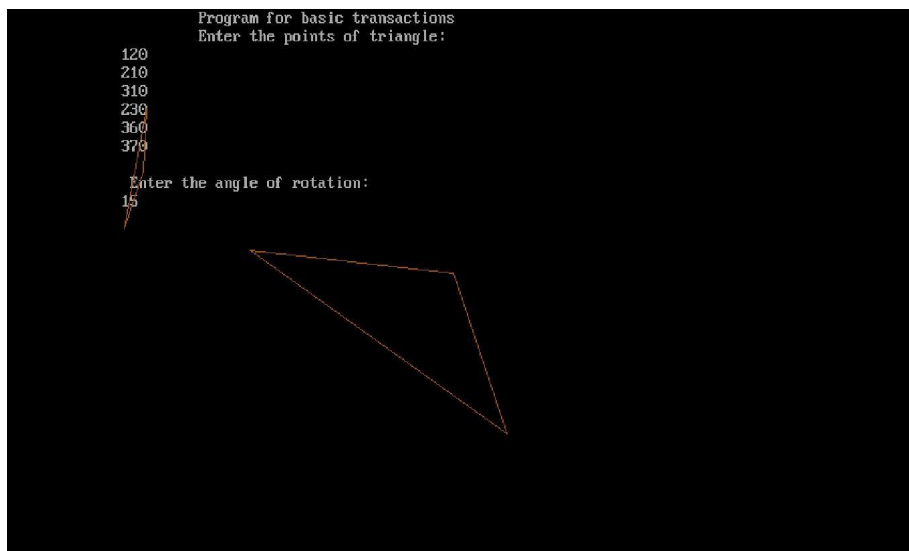 Program for basic transactions
Enter the points of triangle:
120
210
310
230
360
370
Enter the angle of rotation:
15